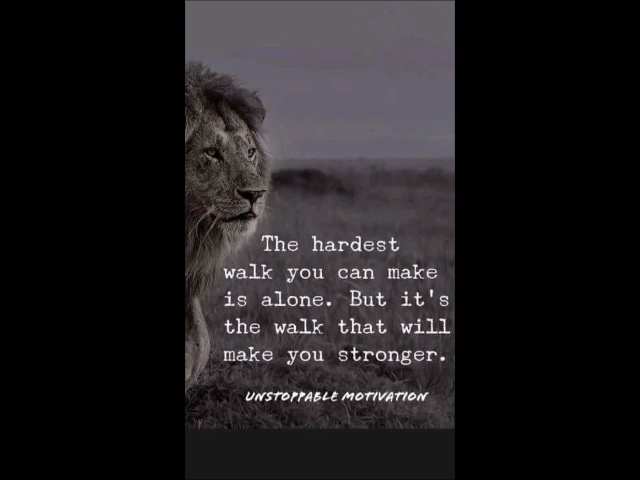 The hardest
walk you can make
is alone. But it's
the walk that will
make you stronger.
UNSTOPPABLE MOTIVATION